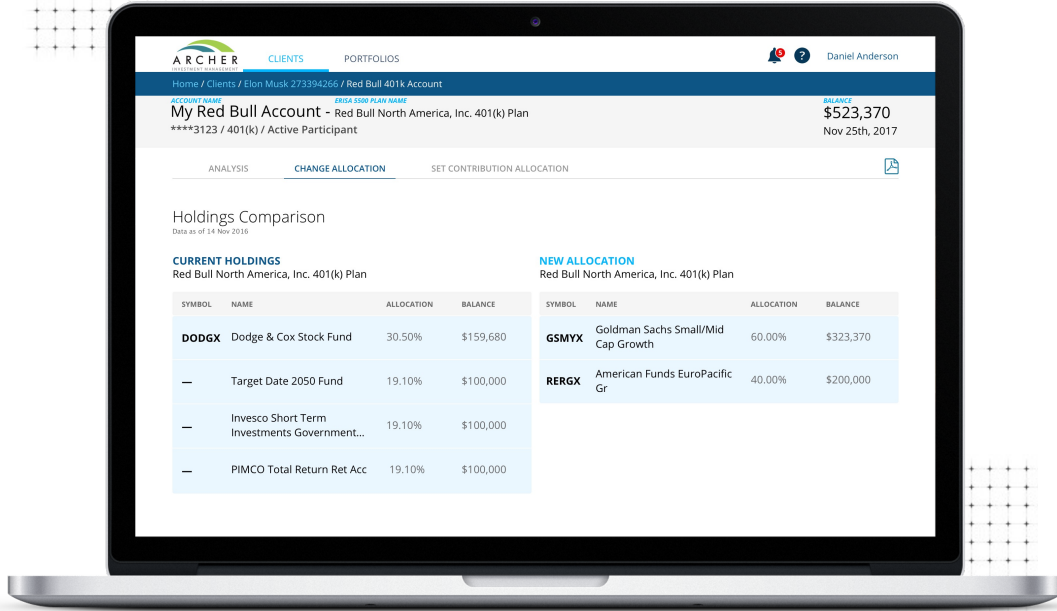 ARCHER
INVESTMENT MANAGEMENT
CLIENTS
PORTFOLIOS
5
?
Daniel Anderson
Home / Clients / Elon Musk 273394266 / Red Bull 401k Account
ACCOUNT NAME
ERISA 5500 PLAN NAME
BALANCE
My Red Bull Account - Red Bull North America, Inc. 401(k) Plan
$523,370
****3123 / 401(k) / Active Participant
Nov 25th, 2017
ANALYSIS
CHANGE ALLOCATION
SET CONTRIBUTION ALLOCATION
Holdings Comparison
Data as of 14 Nov 2016
CURRENT HOLDINGS
Red Bull North America, Inc. 401(k) Plan
SYMBOL NAME ALLOCATION BALANCE
DODGX Dodge & Cox Stock Fund 30.50% $159,680
— Target Date 2050 Fund 19.10% $100,000
— Invesco Short Term
Investments Government... 19.10% $100,000
— PIMCO Total Return Ret Acc 19.10% $100,000
NEW ALLOCATION
Red Bull North America, Inc. 401(k) Plan
SYMBOL NAME ALLOCATION BALANCE
GSMYX Goldman Sachs Small/Mid
Cap Growth 60.00% $323,370
RERGX American Funds EuroPacific
Gr 40.00% $200,000